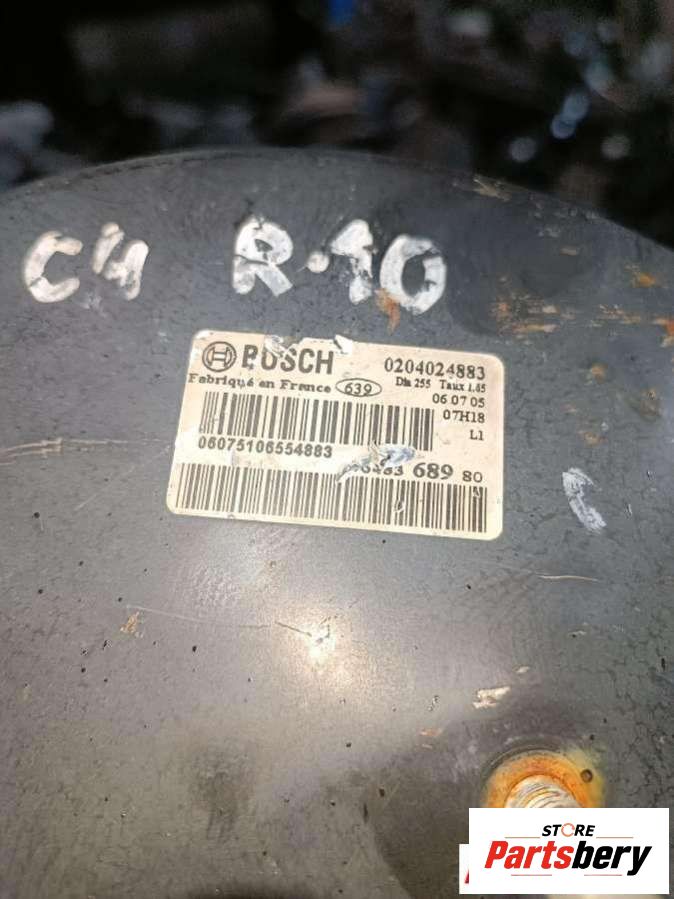 C4 R.10
BOSCH 0204024883
Fabriqué en France 639 Dia 255 Taux 1.85
06 07 05
07H18
L1
06075106554883
689 80
STORE
Partsbery